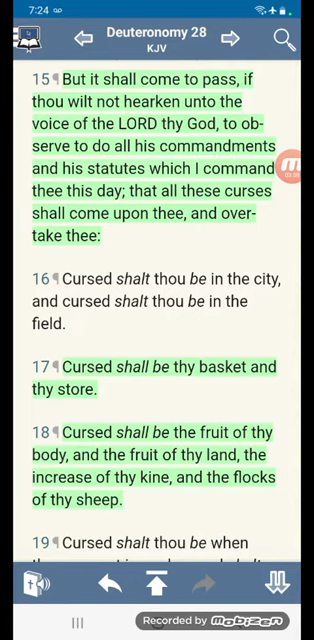 7:24
Deuteronomy 28
KJV
15¶ But it shall come to pass, if
thou wilt not hearken unto the
voice of the LORD thy God, to ob-
serve to do all his commandments
and his statutes which I command
thee this day; that all these curses
shall come upon thee, and over-
take thee:
16¶ Cursed shalt thou be in the city,
and cursed shalt thou be in the
field.
17¶ Cursed shall be thy basket and
thy store.
18¶ Cursed shall be the fruit of thy
body, and the fruit of thy land, the
increase of thy kine, and the flocks
of thy sheep.
19¶ Cursed shalt thou be when
Recorded by mobizen